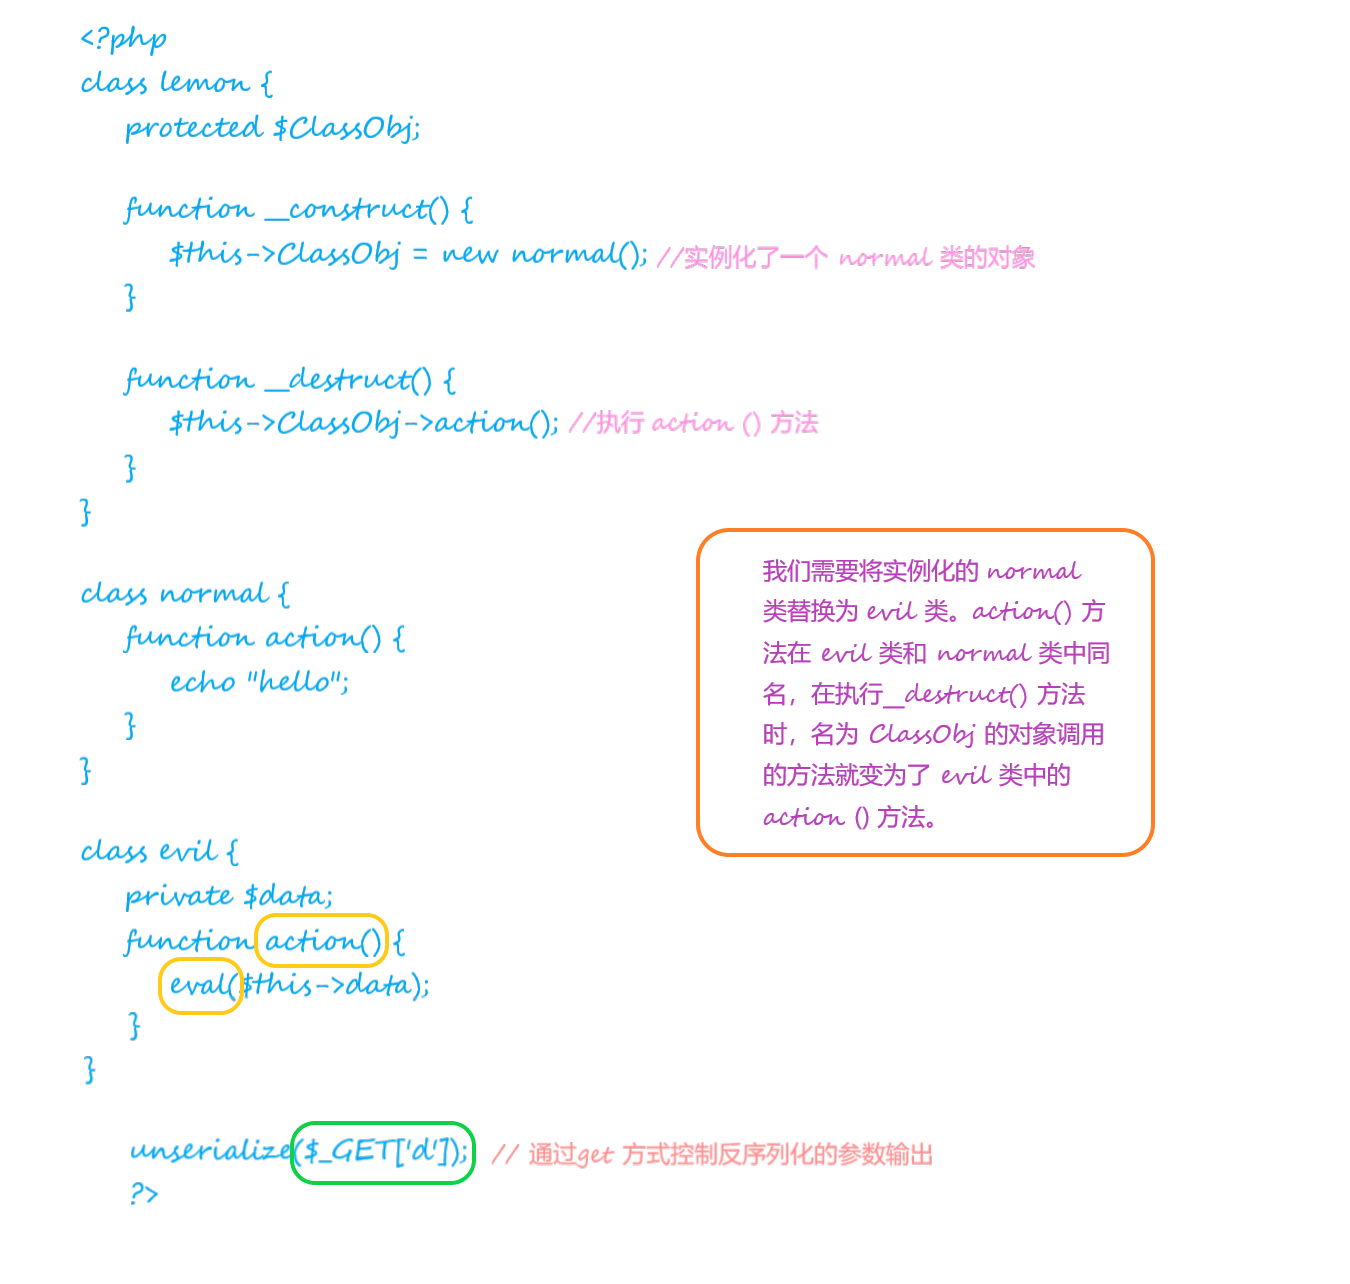 <?php
class lemon {
protected $ClassObj;
function __construct() {
$this->ClassObj = new normal(); //实例化了一个 normal 类的对象
}
function __destruct() {
$this->ClassObj->action(); //执行 action () 方法
}
}
class normal {
function action() {
echo "hello";
}
}
我们需要将实例化的 normal
类替换为 evil 类。action() 方
法在 evil 类和 normal 类中同
名，在执行__destruct() 方法
时，名为 ClassObj 的对象调用
的方法就变为了 evil 类中的
action () 方法。
class evil {
private $data;
function action() {
eval($this->data);
}
}
unserialize($_GET['d']); // 通过get 方式控制反序列化的参数输出
?>